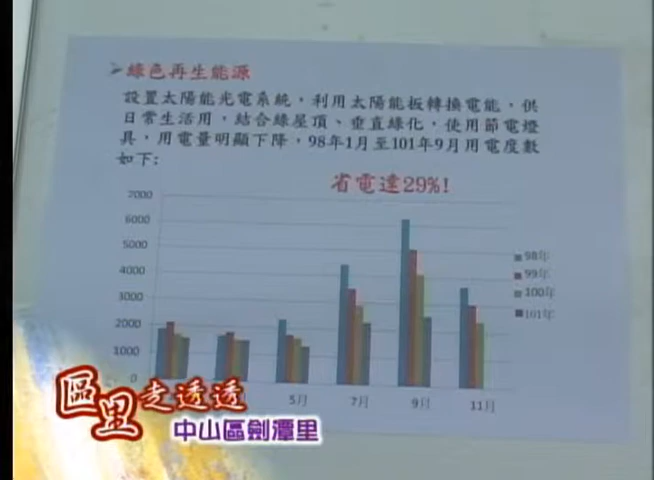 ➢綠色再生能源
設置太陽能光電系統，利用太陽能板轉換電能，供
日常生活用，結合綠屋頂、垂直綠化，使用節電燈
具，用電量明顯下降，98年1月至101年9月用電度數
如下:
省電達29%!
7000
6000
5000
4000
3000
2000
1000
0
98年
99年
100年
101年
5月 7月 9月 11月
區里走透透
中山區劍潭里